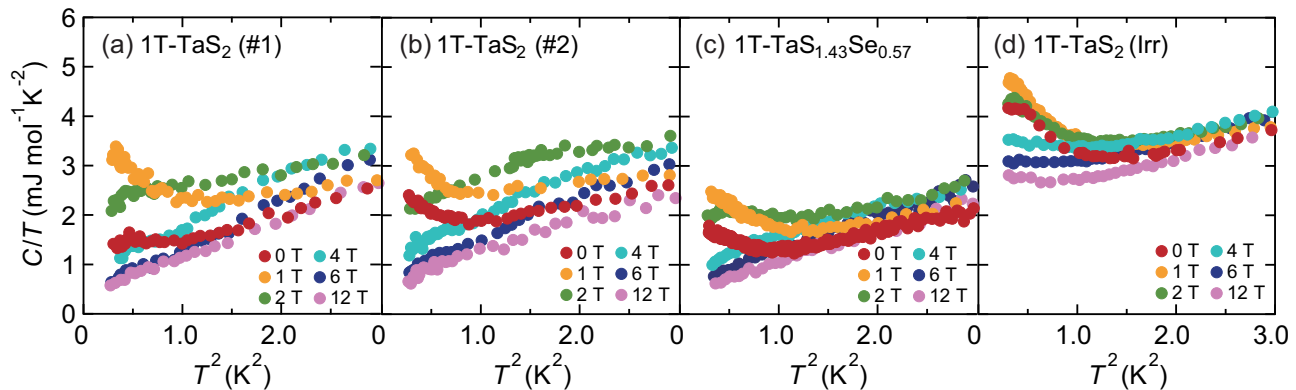 6
5
4
3
2
1
0
C/T (mJ mol⁻¹K⁻²)
(a) 1T-TaS₂ (#1)
0 T 4 T
1 T 6 T
2 T 12 T
0 1.0 2.0
T² (K²)
(b) 1T-TaS₂ (#2)
0 T 4 T
1 T 6 T
2 T 12 T
0 1.0 2.0
T² (K²)
(c) 1T-TaS₁.₄₃Se₀.₅₇
0 T 4 T
1 T 6 T
2 T 12 T
0 1.0 2.0
T² (K²)
(d) 1T-TaS₂ (Irr)
0 T 4 T
1 T 6 T
2 T 12 T
0 1.0 2.0 3.0
T² (K²)